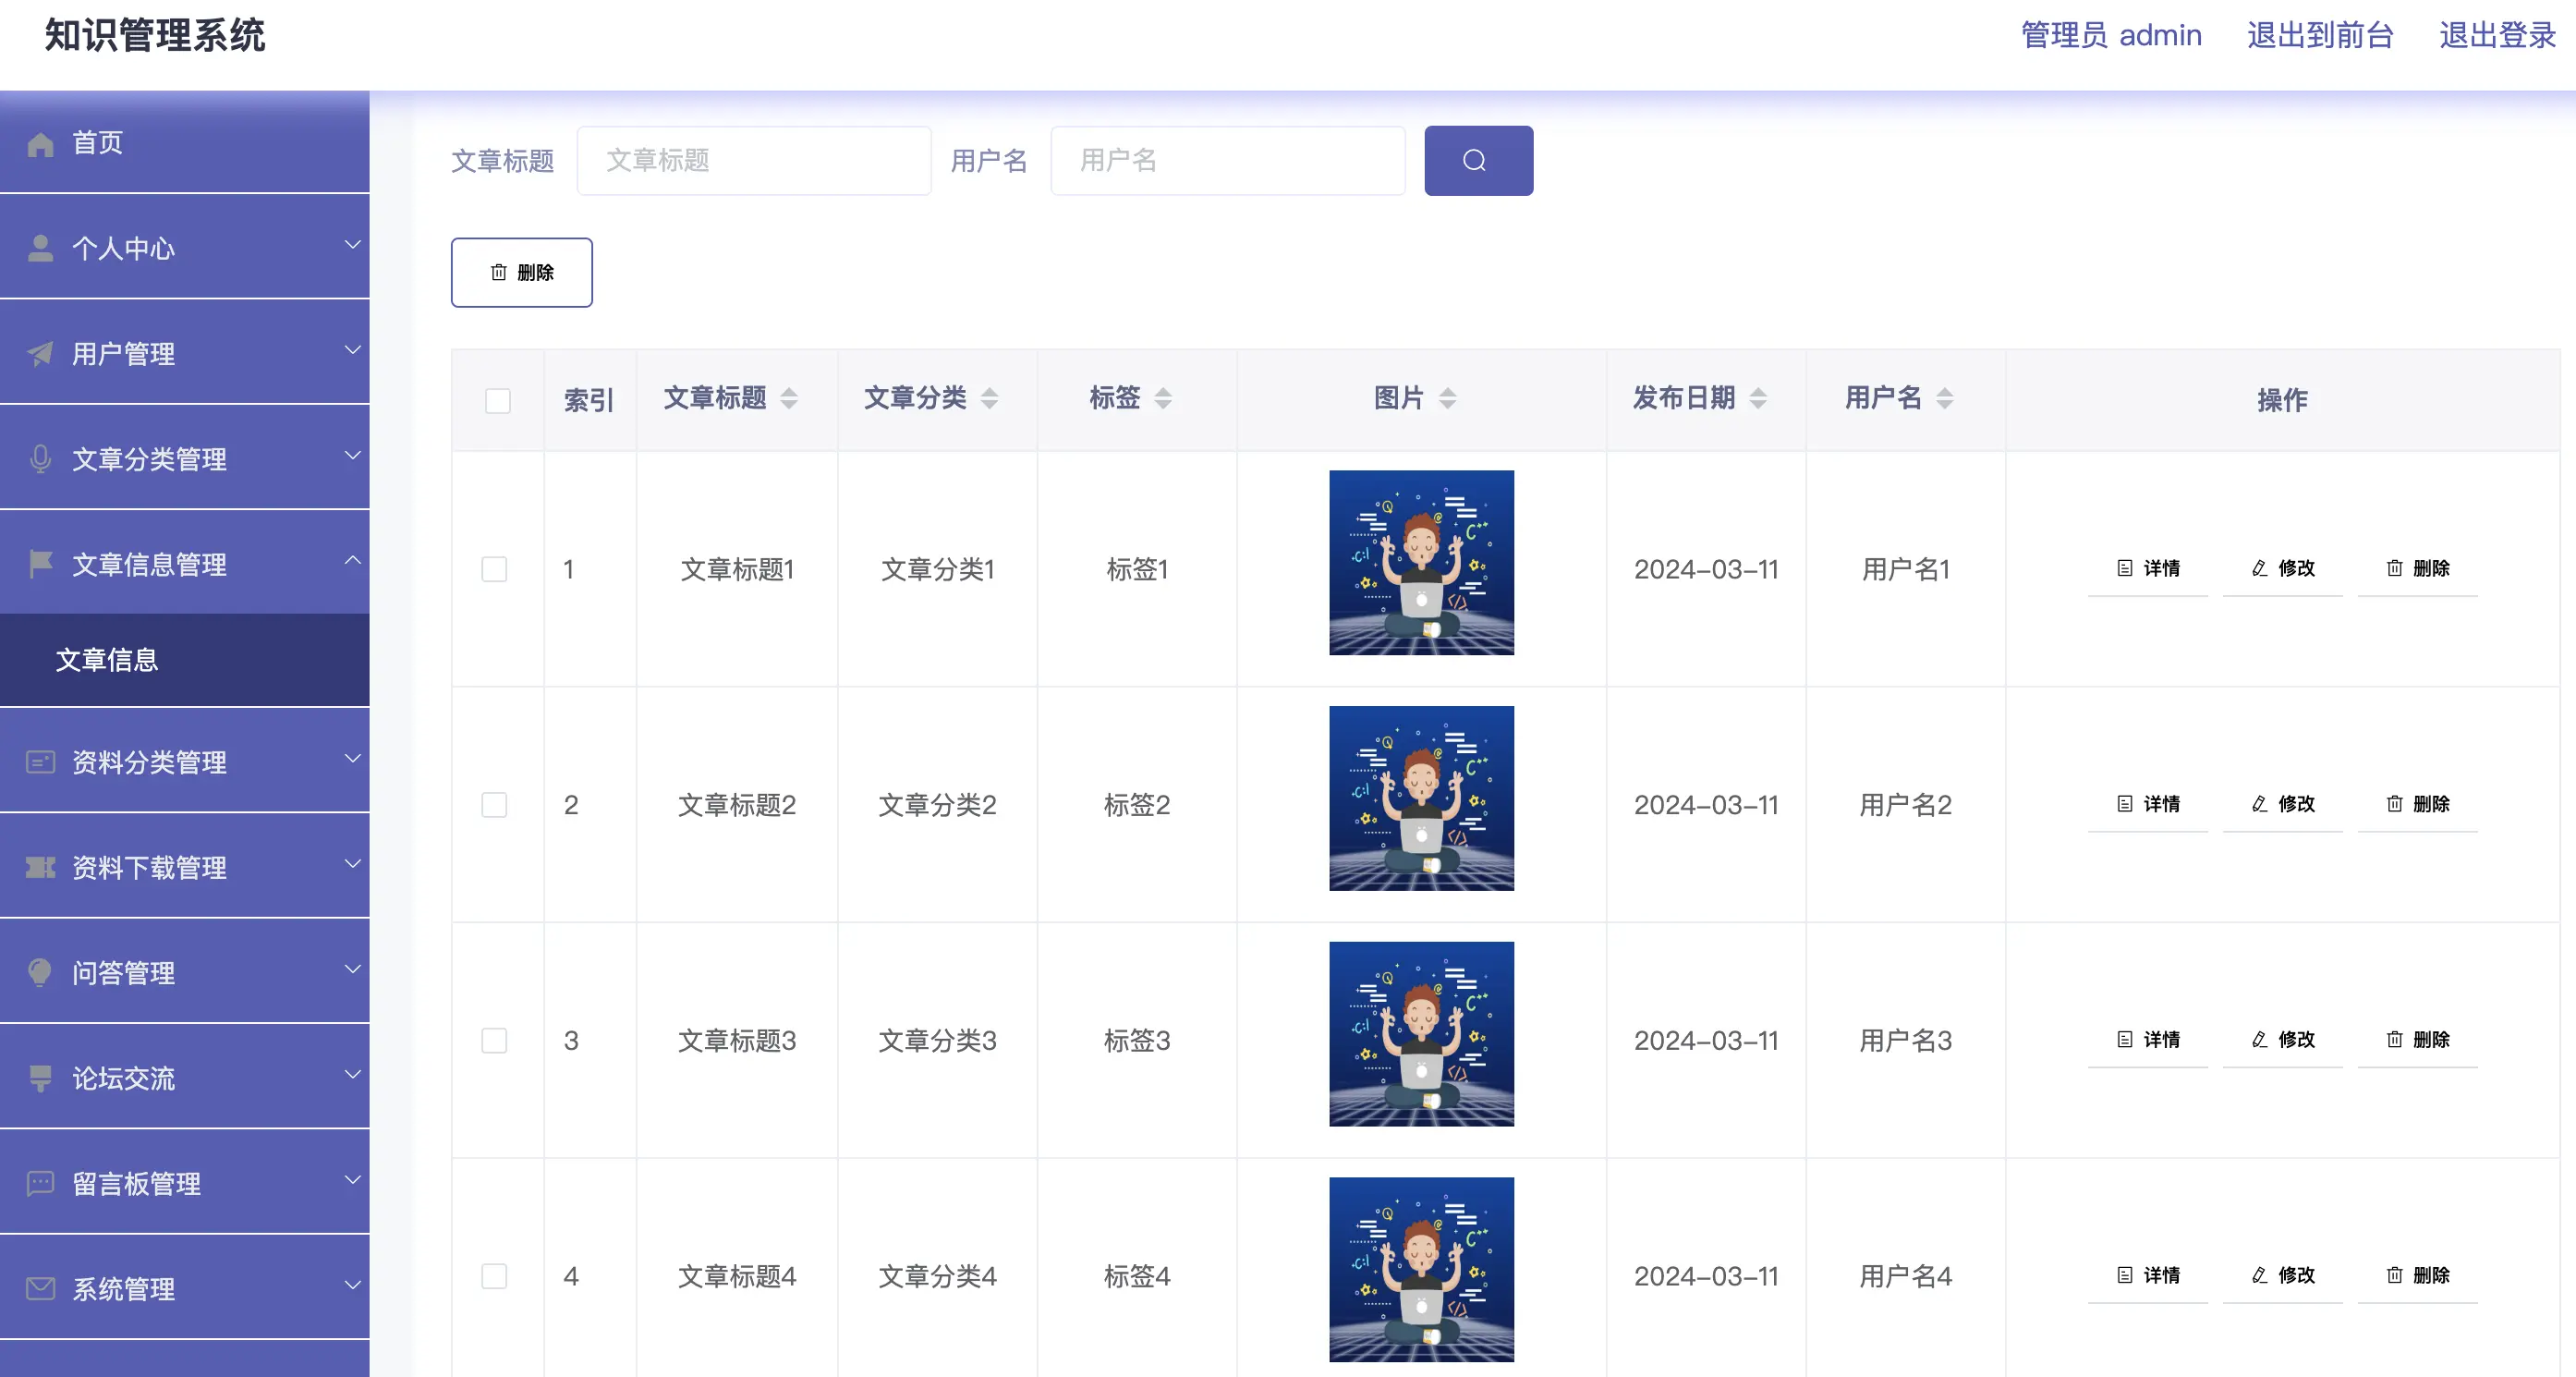 知识管理系统
管理员 admin 退出到前台 退出登录
首页
个人中心
用户管理
文章分类管理
文章信息管理
文章信息
资料分类管理
资料下载管理
问答管理
论坛交流
留言板管理
系统管理
文章标题 文章标题 用户名 用户名
删除
索引 文章标题 文章分类 标签 图片 发布日期 用户名 操作
1 文章标题1 文章分类1 标签1 2024-03-11 用户名1 详情 修改 删除
2 文章标题2 文章分类2 标签2 2024-03-11 用户名2 详情 修改 删除
3 文章标题3 文章分类3 标签3 2024-03-11 用户名3 详情 修改 删除
4 文章标题4 文章分类4 标签4 2024-03-11 用户名4 详情 修改 删除